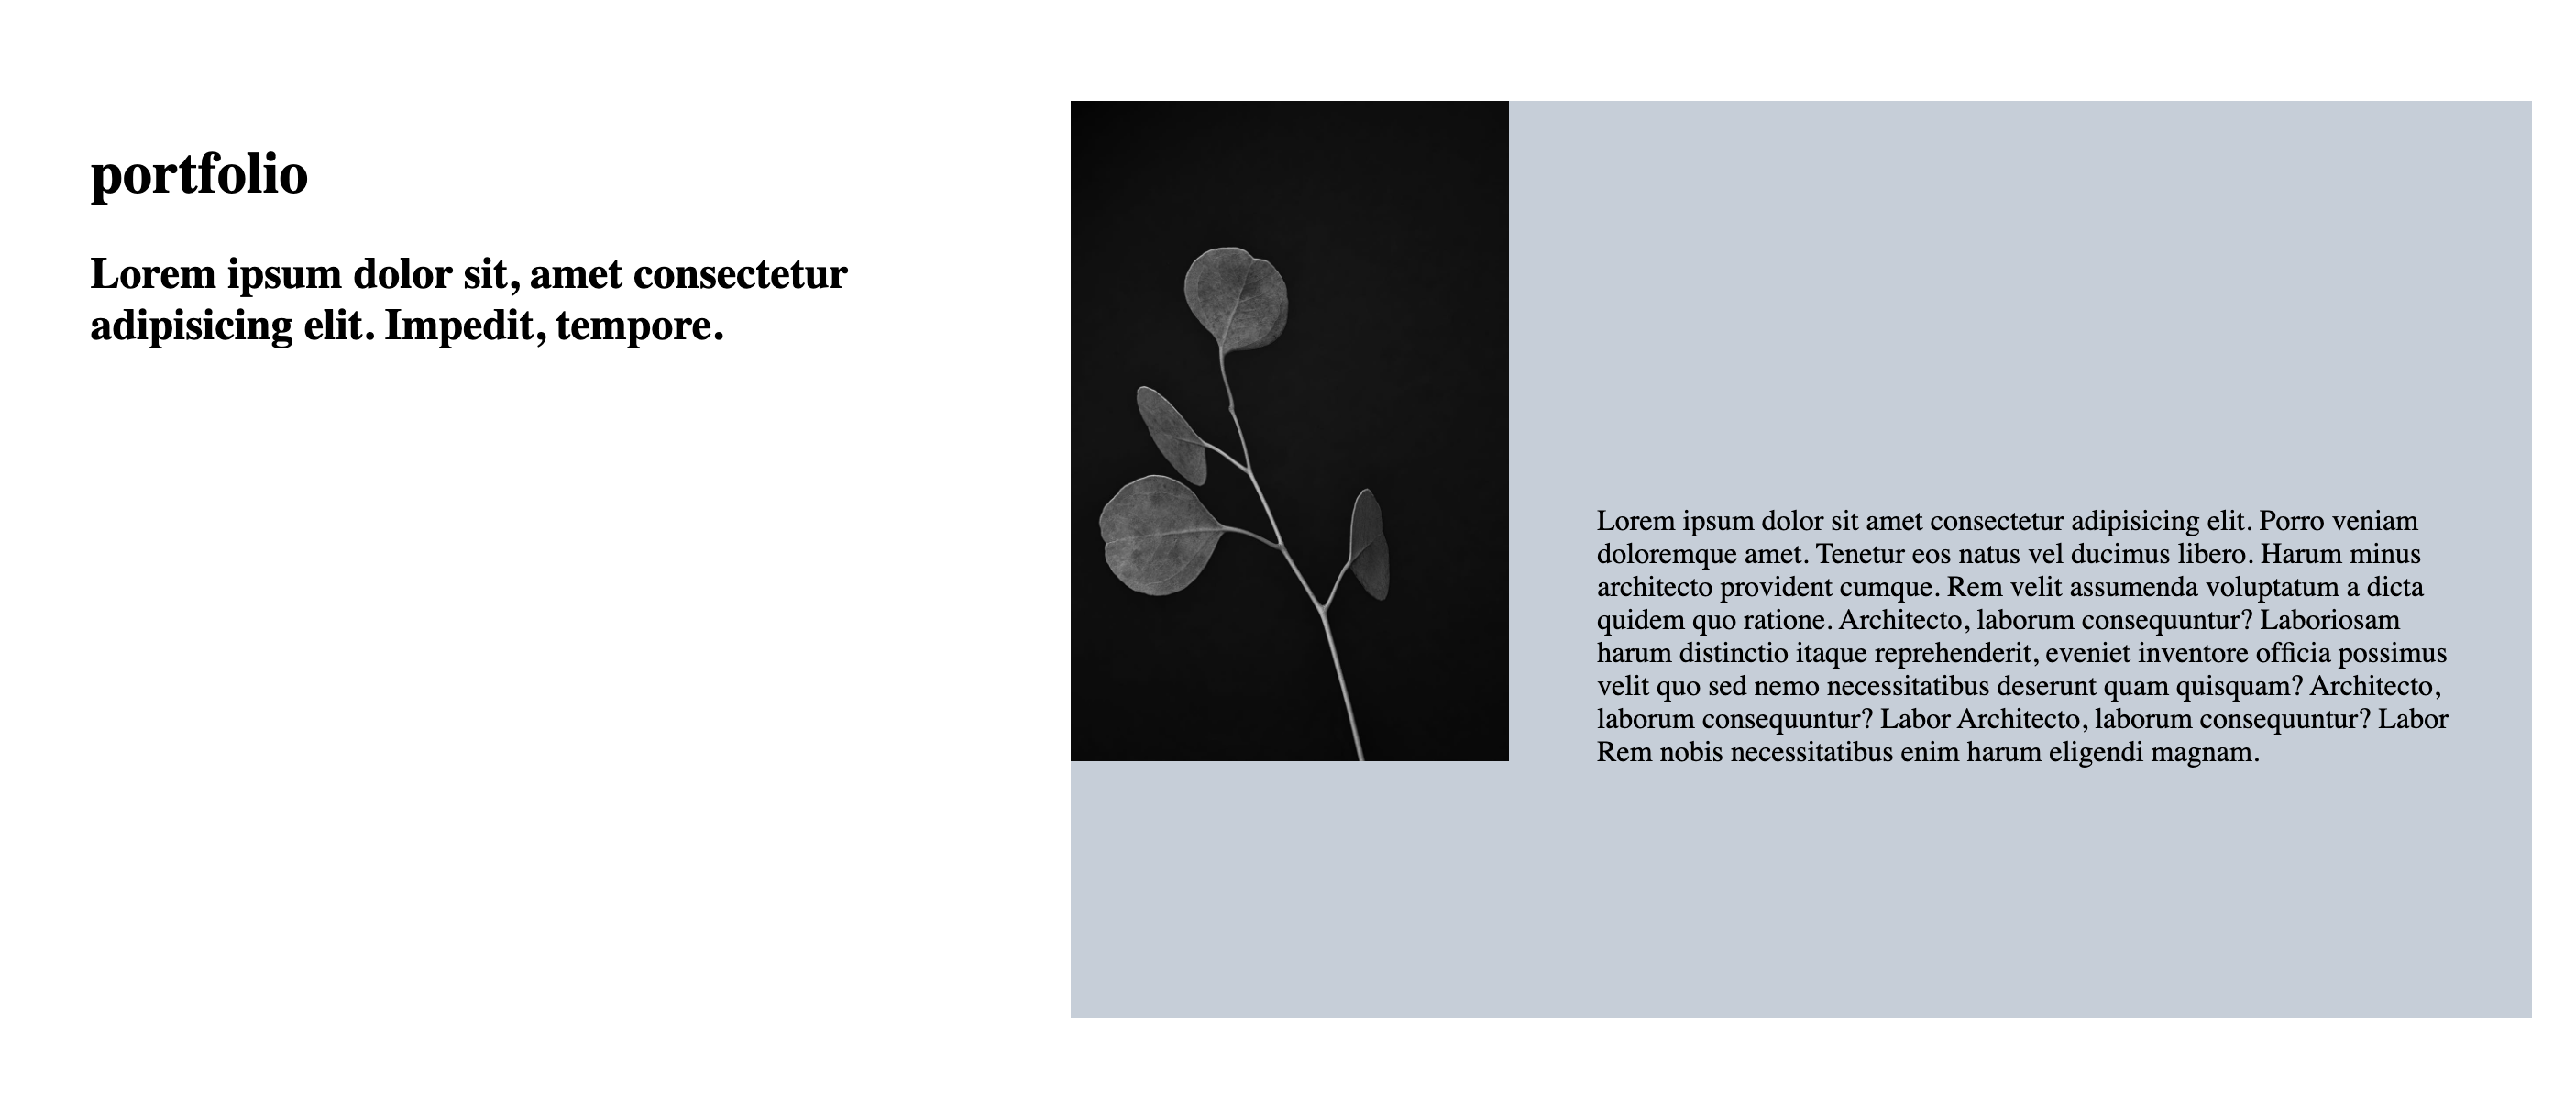 portfolio
Lorem ipsum dolor sit, amet consectetur
adipisicing elit. Impedit, tempore.
Lorem ipsum dolor sit amet consectetur adipisicing elit. Porro veniam
doloremque amet. Tenetur eos natus vel ducimus libero. Harum minus
architecto provident cumque. Rem velit assumenda voluptatum a dicta
quidem quo ratione. Architecto, laborum consequuntur? Laboriosam
harum distinctio itaque reprehenderit, eveniet inventore officia possimus
velit quo sed nemo necessitatibus deserunt quam quisquam? Architecto,
laborum consequuntur? Labor Architecto, laborum consequuntur? Labor
Rem nobis necessitatibus enim harum eligendi magnam.